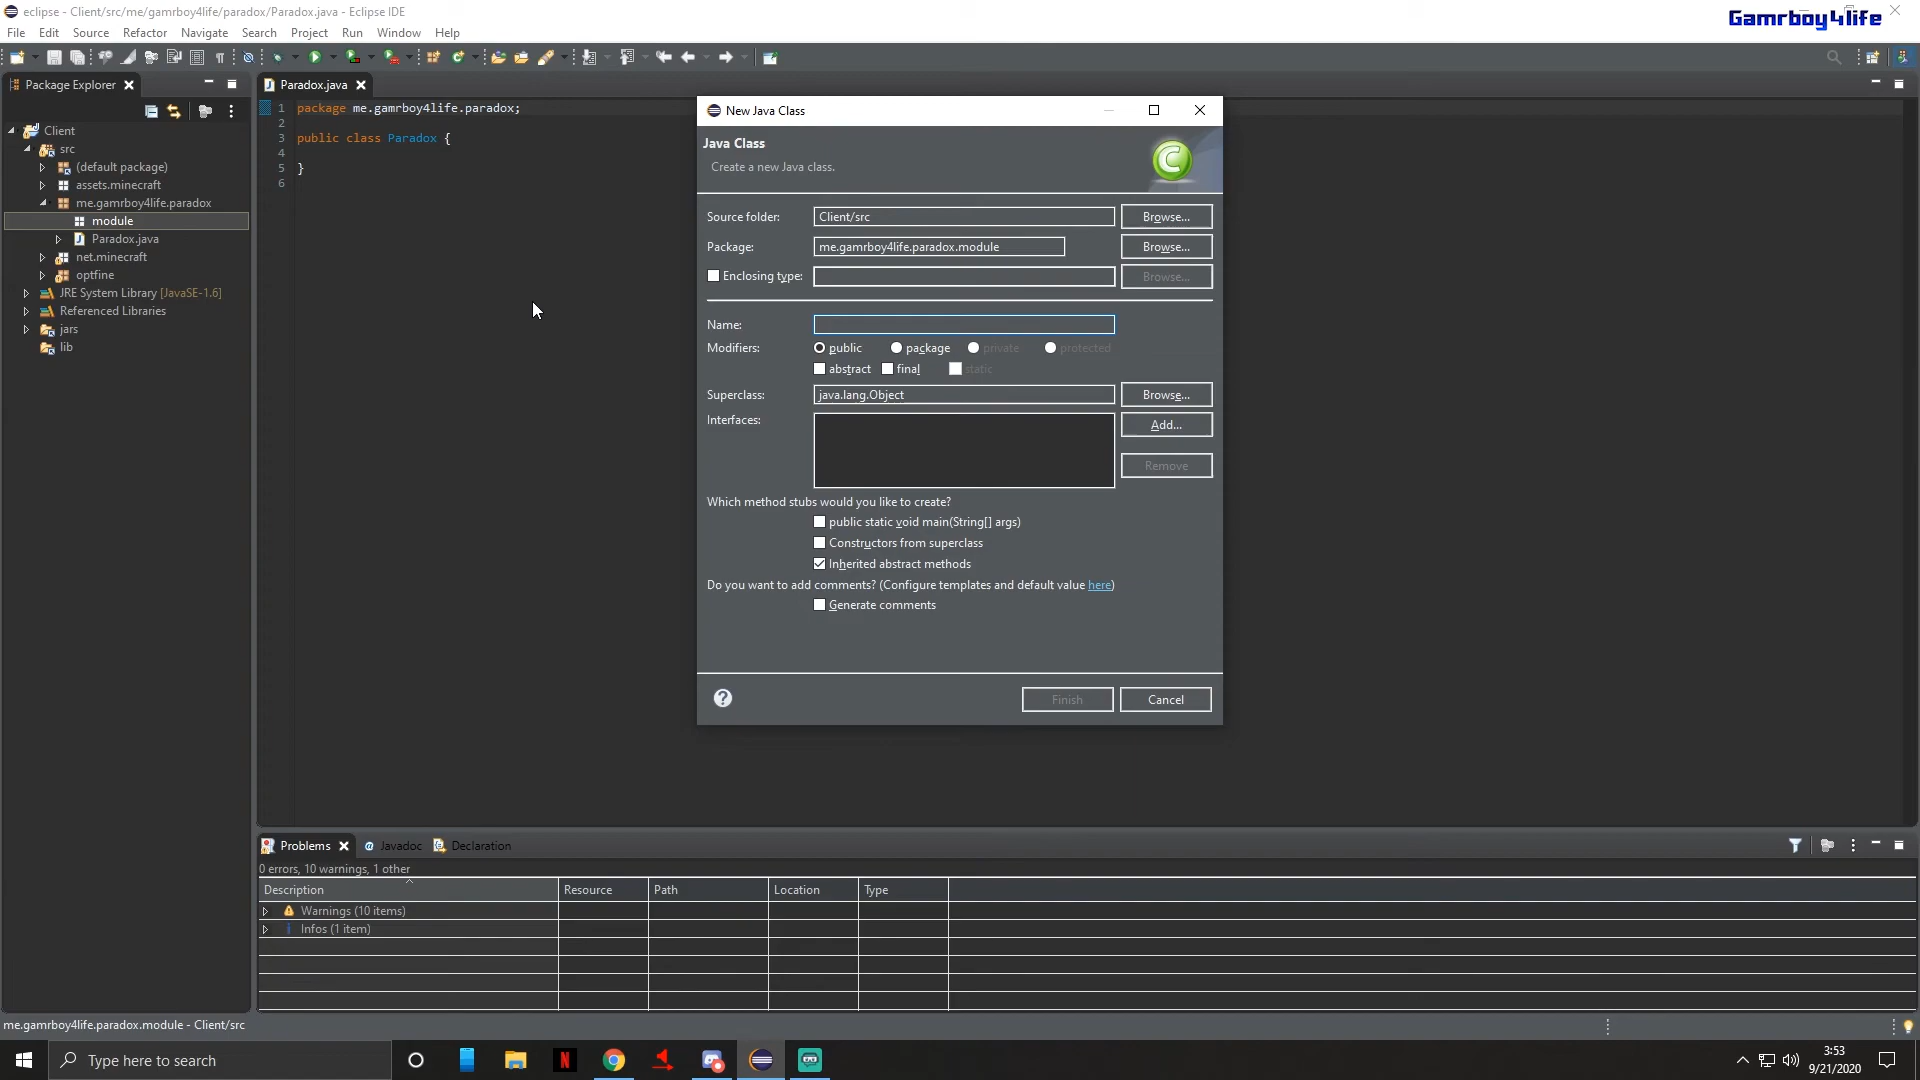 eclipse - Client/src/me/gamrboy4life/paradox/Paradox.java - Eclipse IDE
Gamrboy4life
File Edit Source Refactor Navigate Search Project Run Window Help
Package Explorer
Client
src
(default package)
assets.minecraft
me.gamrboy4life.paradox
module
Paradox.java
net.minecraft
optfine
JRE System Library [JavaSE-1.6]
Referenced Libraries
jars
lib
Paradox.java
1 package me.gamrboy4life.paradox;
2
3 public class Paradox {
4
5 }
6
New Java Class
Java Class
Create a new Java class.
Source folder: Client/src Browse...
Package: me.gamrboy4life.paradox.module Browse...
Enclosing type: Browse...
Name:
Modifiers: public package private protected
abstract final static
Superclass: java.lang.Object Browse...
Interfaces: Add...
Remove
Which method stubs would you like to create?
public static void main(String[] args)
Constructors from superclass
Inherited abstract methods
Do you want to add comments? (Configure templates and default value here)
Generate comments
? Finish Cancel
Problems @ Javadoc Declaration
0 errors, 10 warnings, 1 other
Description Resource Path Location Type
Warnings (10 items)
Infos (1 item)
me.gamrboy4life.paradox.module - Client/src
Type here to search
3:53
9/21/2020